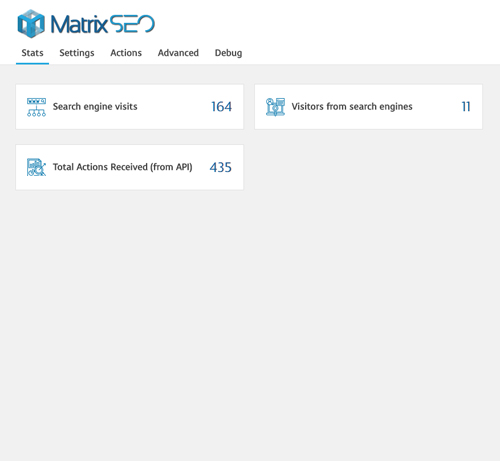 MatrixSEO
Stats Settings Actions Advanced Debug
Search engine visits 164
Visitors from search engines 11
Total Actions Received (from API) 435